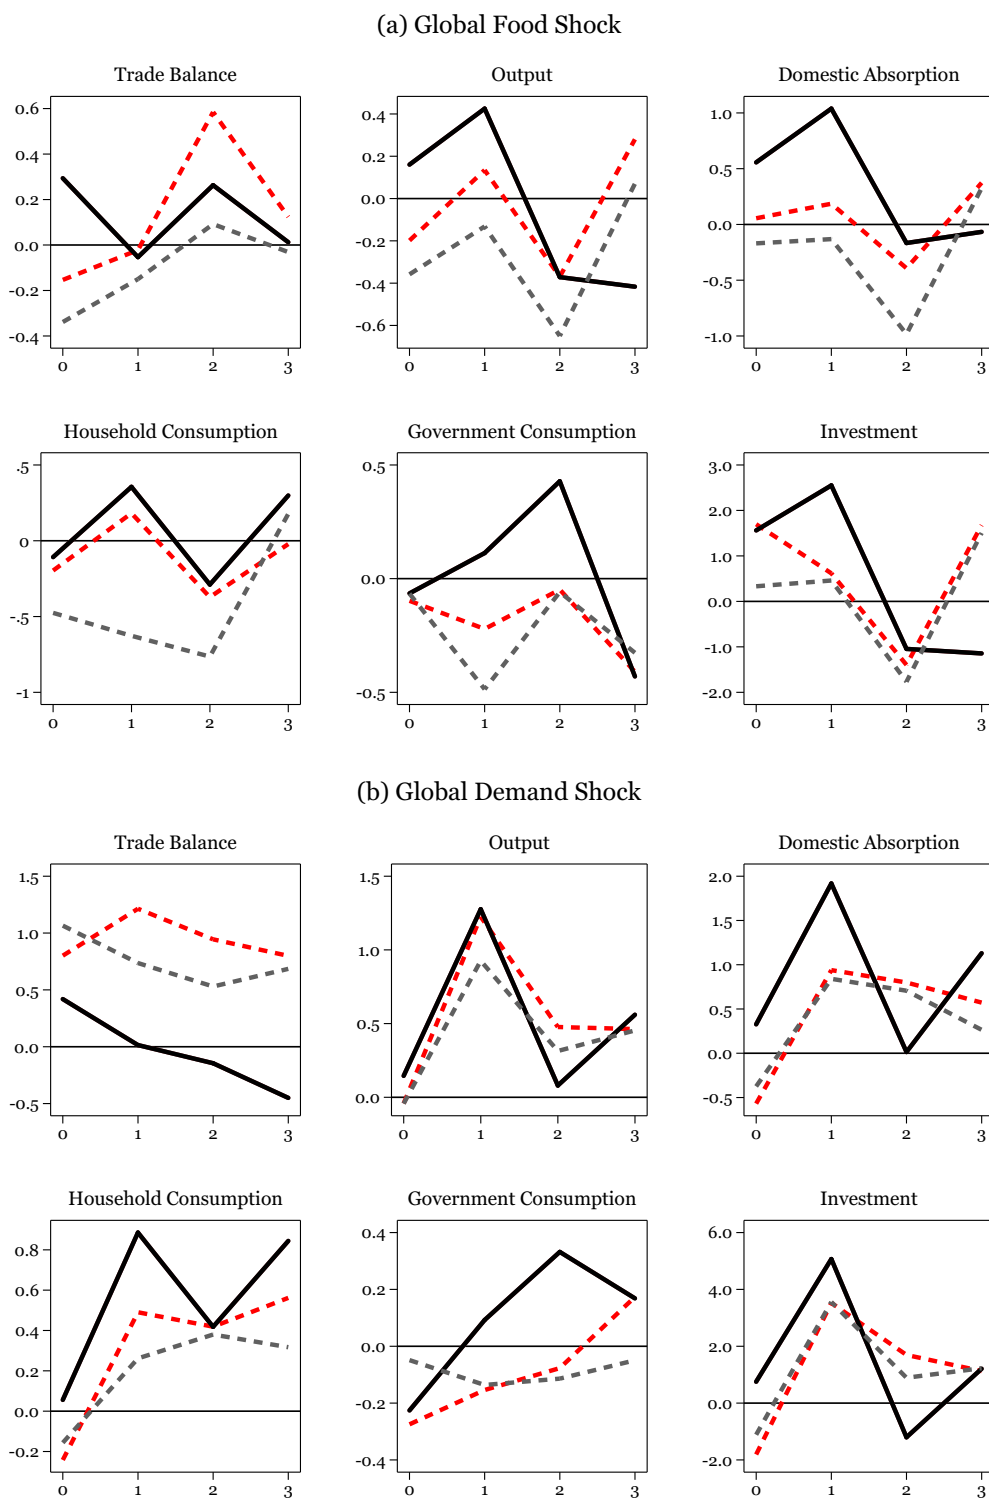 (a) Global Food Shock
Trade Balance
0.6
0.4
0.2
0.0
-0.2
-0.4
0 1 2 3
Output
0.4
0.2
0.0
-0.2
-0.4
-0.6
0 1 2 3
Domestic Absorption
1.0
0.5
0.0
-0.5
-1.0
0 1 2 3
Household Consumption
.5
0
-.5
-1
0 1 2 3
Government Consumption
0.5
0.0
-0.5
0 1 2 3
Investment
3.0
2.0
1.0
0.0
-1.0
-2.0
0 1 2 3
(b) Global Demand Shock
Trade Balance
1.5
1.0
0.5
0.0
-0.5
0 1 2 3
Output
1.5
1.0
0.5
0.0
0 1 2 3
Domestic Absorption
2.0
1.5
1.0
0.5
0.0
-0.5
0 1 2 3
Household Consumption
0.8
0.6
0.4
0.2
0.0
-0.2
0 1 2 3
Government Consumption
0.4
0.2
0.0
-0.2
-0.4
0 1 2 3
Investment
6.0
4.0
2.0
0.0
-2.0
0 1 2 3